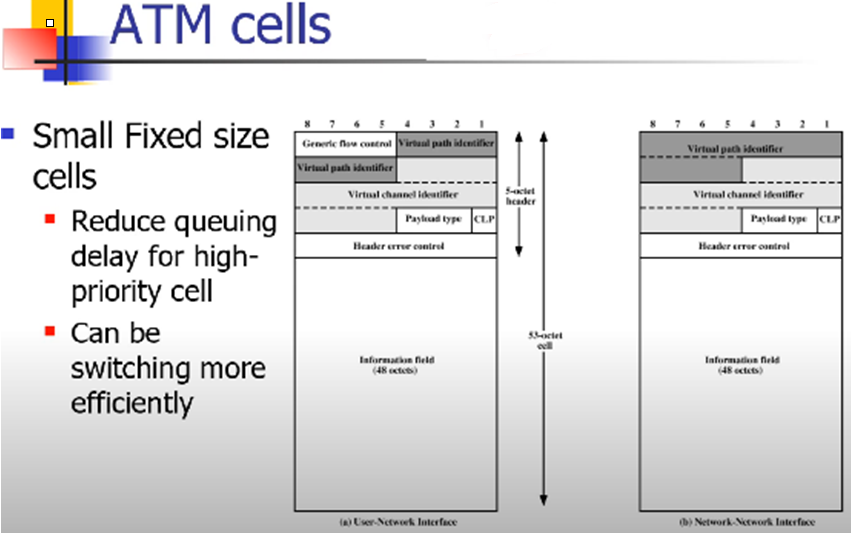 ATM cells
Small Fixed size
cells
Reduce queuing
delay for high-
priority cell
Can be
switching more
efficiently
8 7 6 5 4 3 2 1
Generic flow control Virtual path identifier
Virtual path identifier
Virtual channel identifier
Payload type CLP
Header error control
Information field
(48 octets)
(a) User-Network Interface
5-octet
header
53-octet
cell
8 7 6 5 4 3 2 1
Virtual path identifier
Virtual channel identifier
Payload type CLP
Header error control
Information field
(48 octets)
(b) Network-Network Interface